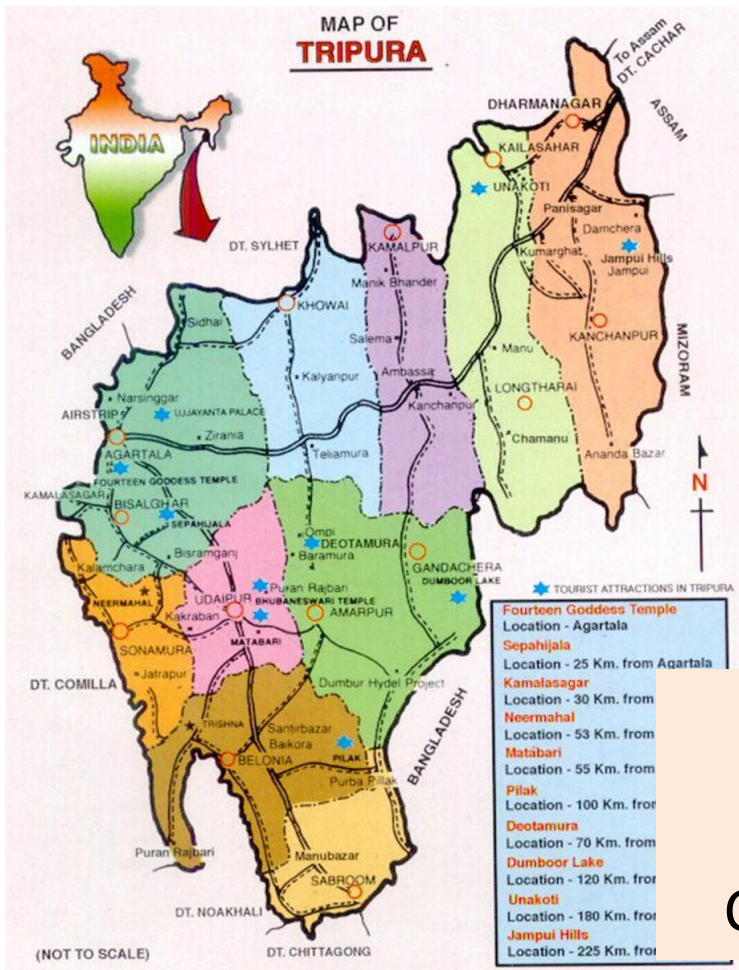 MAP OF
TRIPURA
INDIA
To Assam
DT. CACHAR
ASSAM
DHARMANAGAR
KAILASAHAR
UNAKOTI
Panisagar
Damchera
Kumarghat
Jampui Hills
Jampui
DT. SYLHET
KAMALPUR
Manik Bhander
BANGLADESH
Sidhai
KHOWAI
KANCHANPUR
MIZORAM
Salema
Manu
Kalyanpur
Ambassa
LONGTHARAI
Narsinggar
Kanchanpur
AIRSTRIP
UJJAYANTA PALACE
Zirania
Chamanu
AGARTALA
Teliamura
Ananda Bazar
FOURTEEN GODDESS TEMPLE
KAMALASAGAR
BISALGHAR
SEPAHIJALA
N
Ompi
DEOTAMURA
Bisramganj
Baramura
Kalamchara
GANDACHERA
DUMBOOR LAKE
Puran Rajbari
NEERMAHAL
UDAIPUR
BHUBANESWARI TEMPLE
Kakraban
AMARPUR
MATABARI
SONAMURA
Jatrapur
DT. COMILLA
Dumbur Hydel Project
TRISHNA
Santirbazar
Baikora
BELONIA
PILAK
BANGLADESH
Purba Pillak
Puran Rajbari
Manubazar
SABROOM
DT. NOAKHALI
DT. CHITTAGONG
(NOT TO SCALE)
TOURIST ATTRACTIONS IN TRIPURA
Fourteen Goddess Temple
Location - Agartala
Sepahijala
Location - 25 Km. from Agartala
Kamalasagar
Location - 30 Km. from
Neermahal
Location - 53 Km. from
Matabari
Location - 55 Km. from
Pilak
Location - 100 Km. from
Deotamura
Location - 70 Km. from
Dumboor Lake
Location - 120 Km. from
Unakoti
Location - 180 Km. from
Jampui Hills
Location - 225 Km. from